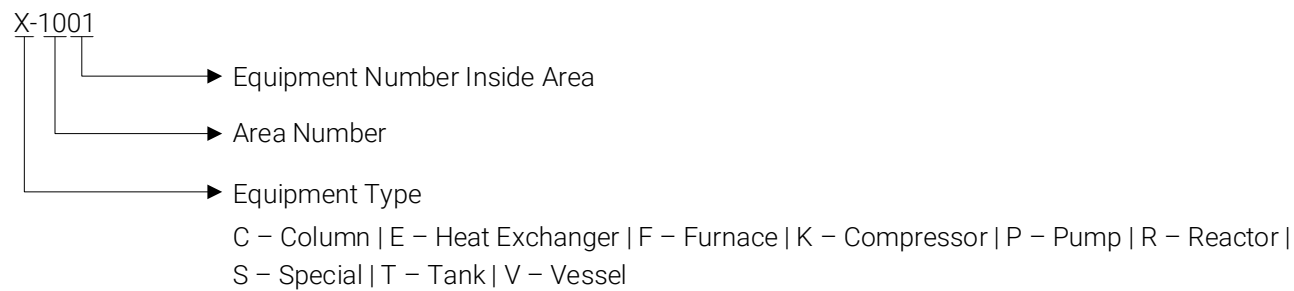 X-1001
Equipment Number Inside Area
Area Number
Equipment Type
C – Column | E – Heat Exchanger | F – Furnace | K – Compressor | P – Pump | R – Reactor |
S – Special | T – Tank | V – Vessel